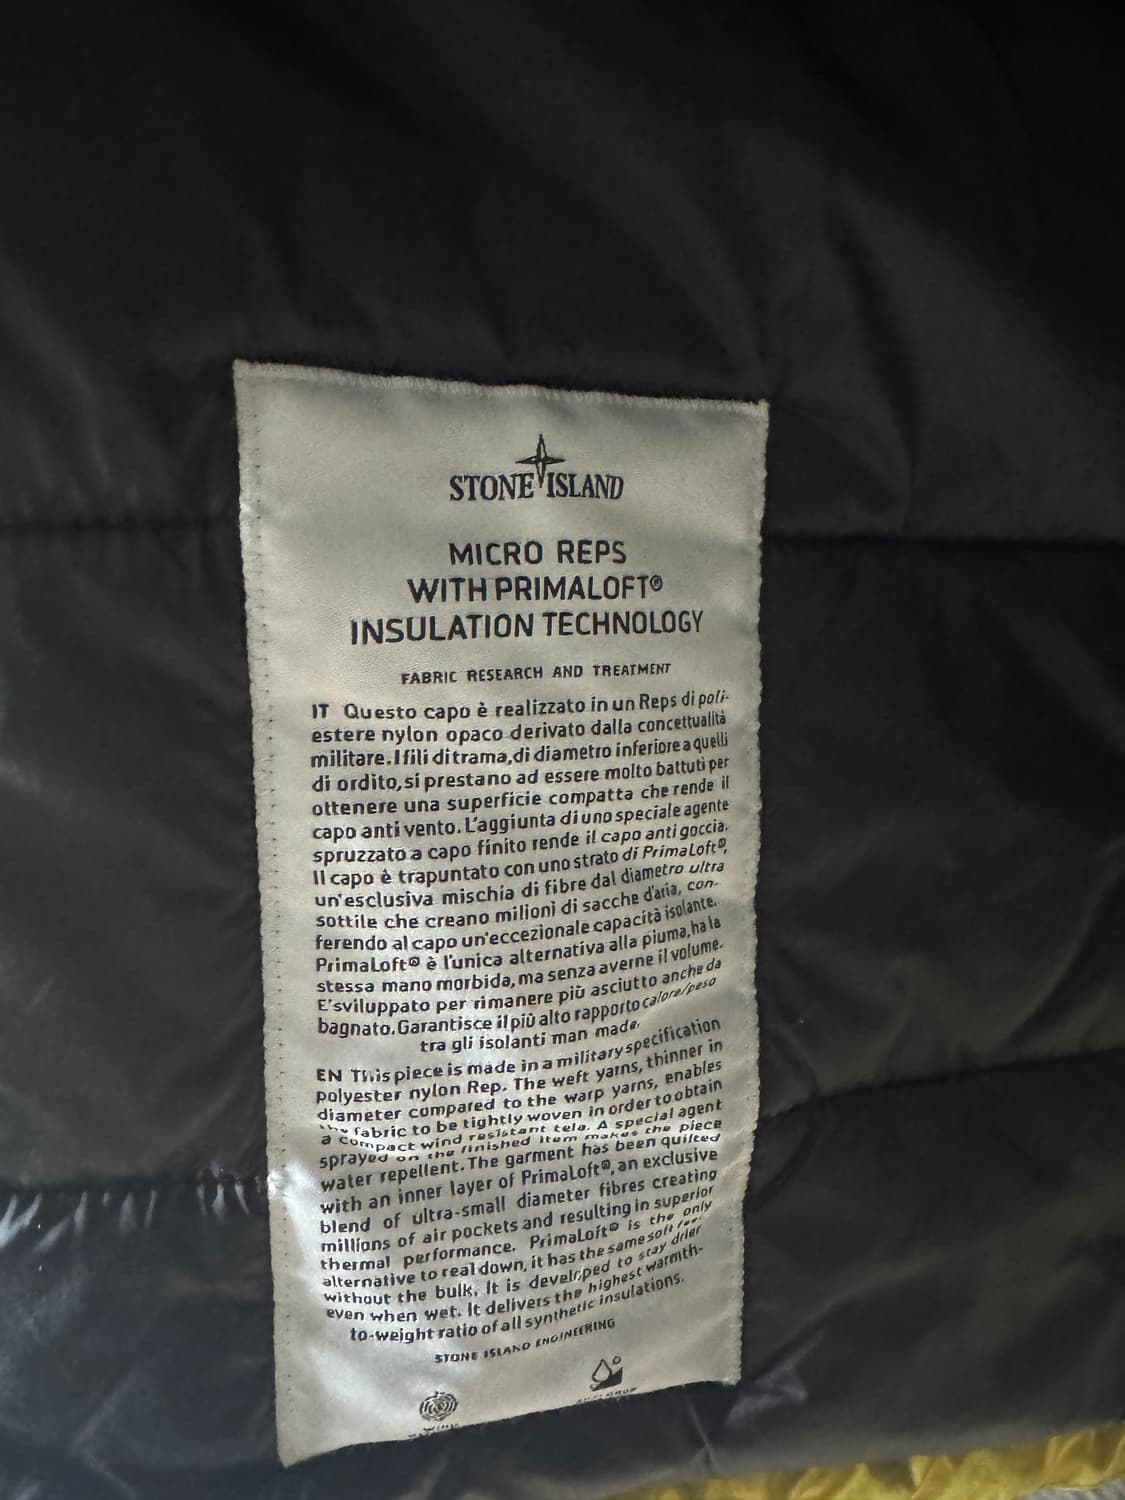 STONE ISLAND
MICRO REPS
WITH PRIMALOFT®
INSULATION TECHNOLOGY
FABRIC RESEARCH AND TREATMENT
IT Questo capo è realizzato in un Reps di poli-
estere nylon opaco derivato dalla concettualità
militare. I fili di trama, di diametro inferiore a quelli
di ordito, si prestano ad essere molto battuti per
ottenere una superficie compatta che rende il
capo anti vento. L'aggiunta di uno speciale agente
spruzzato a capo finito rende il capo anti goccia.
Il capo è trapuntato con uno strato di PrimaLoft®,
un'esclusiva mischia di fibre dal diametro ultra
sottile che creano milioni di sacche d'aria, con-
ferendo al capo un'eccezionale capacità isolante.
PrimaLoft® è l'unica alternativa alla piuma, ha la
stessa mano morbida, ma senza averne il volume.
E'sviluppato per rimanere più asciutto anche da
bagnato. Garantisce il più alto rapporto calore/peso
tra gli isolanti man made.
EN This piece is made in a military specification
polyester nylon Rep. The weft yarns, thinner in
diameter compared to the warp yarns, enables
the fabric to be tightly woven in order to obtain
a compact wind resistant tela. A special agent
sprayed on the finished item makes the piece
water repellent. The garment has been quilted
with an inner layer of PrimaLoft®, an exclusive
blend of ultra-small diameter fibres creating
millions of air pockets and resulting in superior
thermal performance. PrimaLoft® is the only
alternative to real down, it has the same soft
without the bulk. It is developed to stay drier
even when wet. It delivers the highest warmth-
to-weight ratio of all synthetic insulations.
STONE ISLAND ENGINEERING